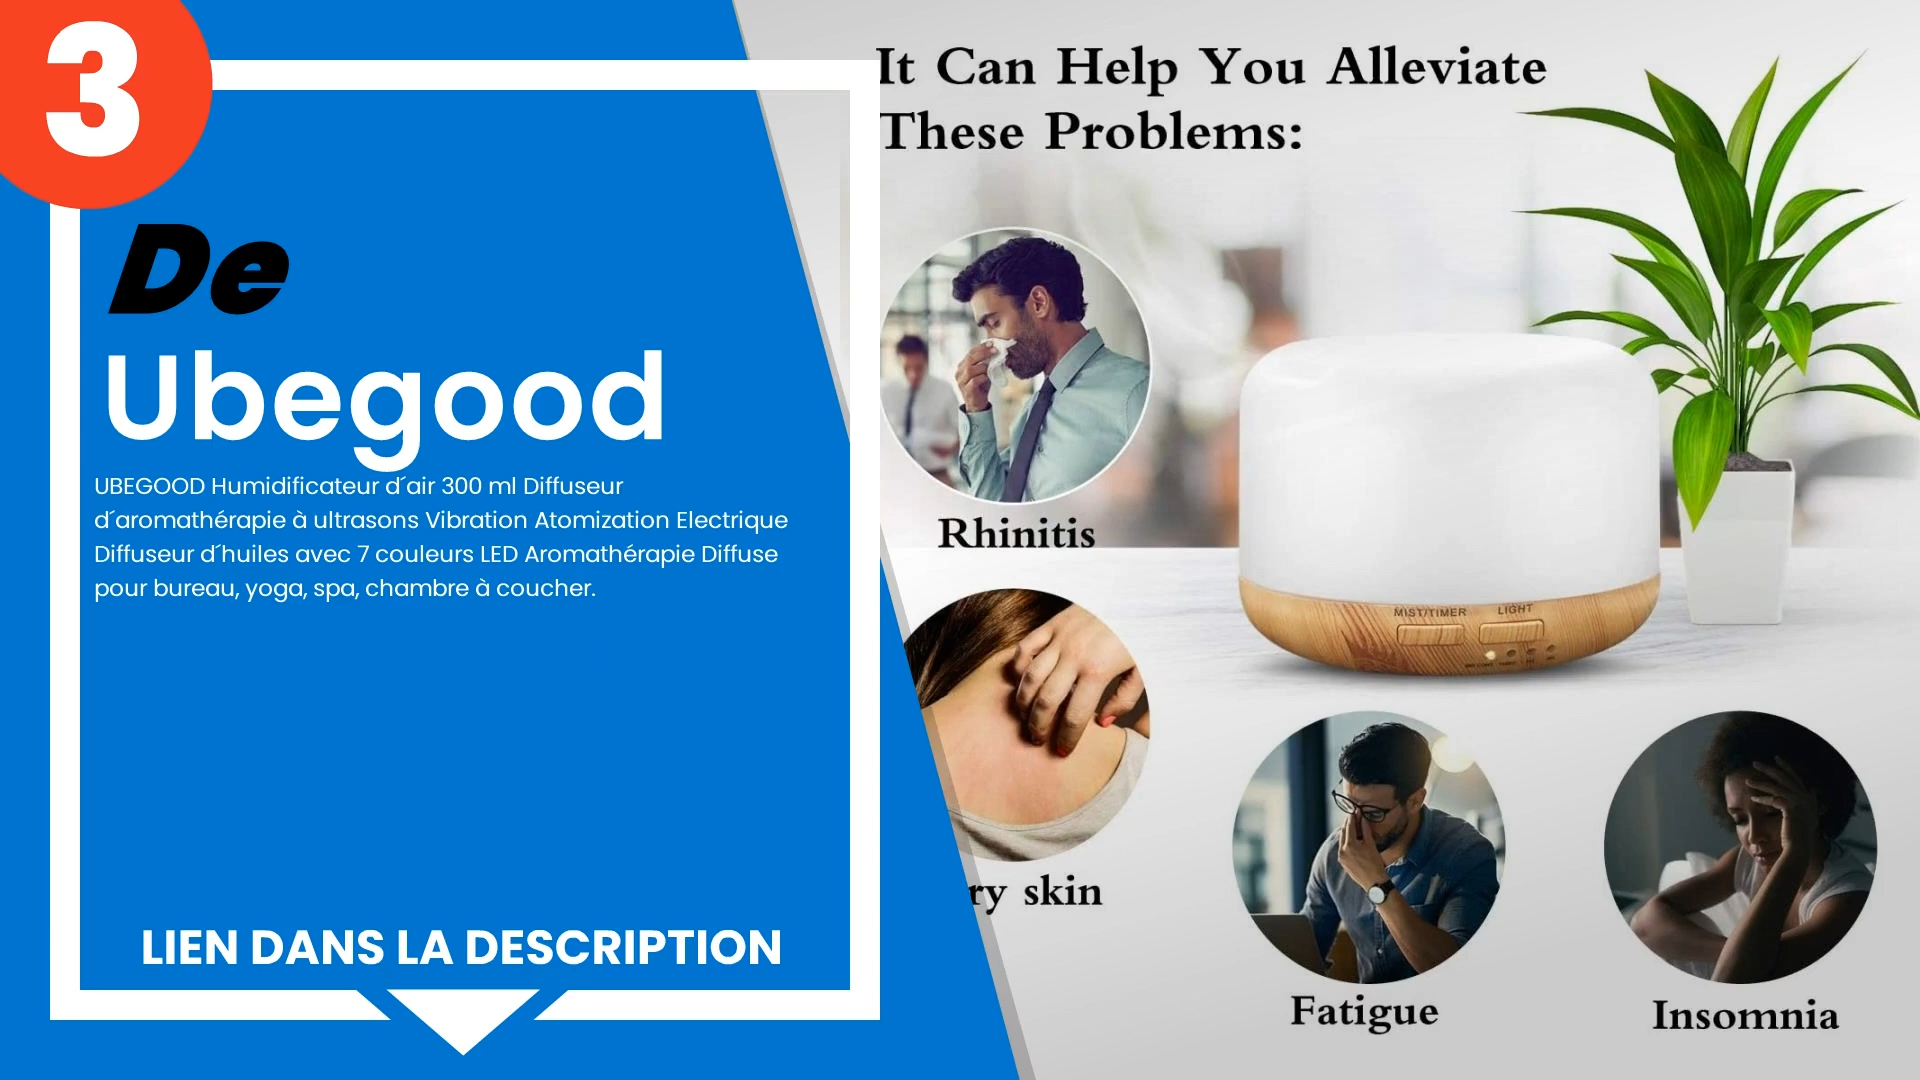 3
De
Ubegood
UBEGOOD Humidificateur d´air 300 ml Diffuseur
d´aromathérapie à ultrasons Vibration Atomization Electrique
Diffuseur d´huiles avec 7 couleurs LED Aromathérapie Diffuse
pour bureau, yoga, spa, chambre à coucher.
LIEN DANS LA DESCRIPTION
It Can Help You Alleviate
These Problems:
Rhinitis
MIST/TIMER LIGHT
ry skin
Fatigue
Insomnia